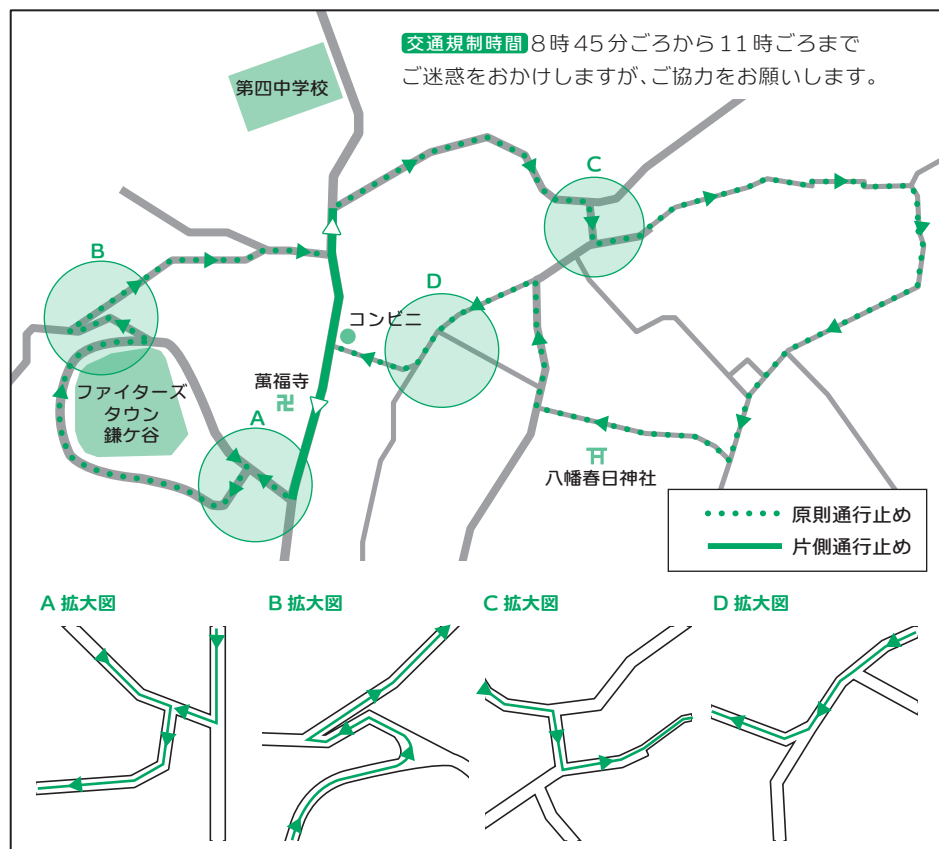 交通規制時間 8時45分ごろから11時ごろまで
ご迷惑をおかけしますが、ご協力をお願いします。
第四中学校
C
B
D
コンビニ
萬福寺
卍
ファイターズ
タウン
鎌ケ谷
A
八幡春日神社
原則通行止め
片側通行止め
A 拡大図
B 拡大図
C 拡大図
D 拡大図